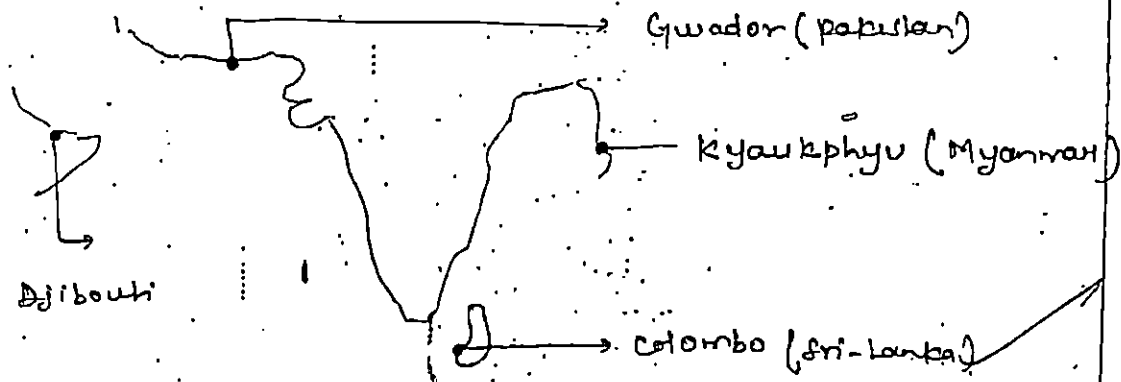 Gwador (Pakistan)
Kyaukphyu (Myanmar)
Djibouti
Colombo (Sri-Lanka)